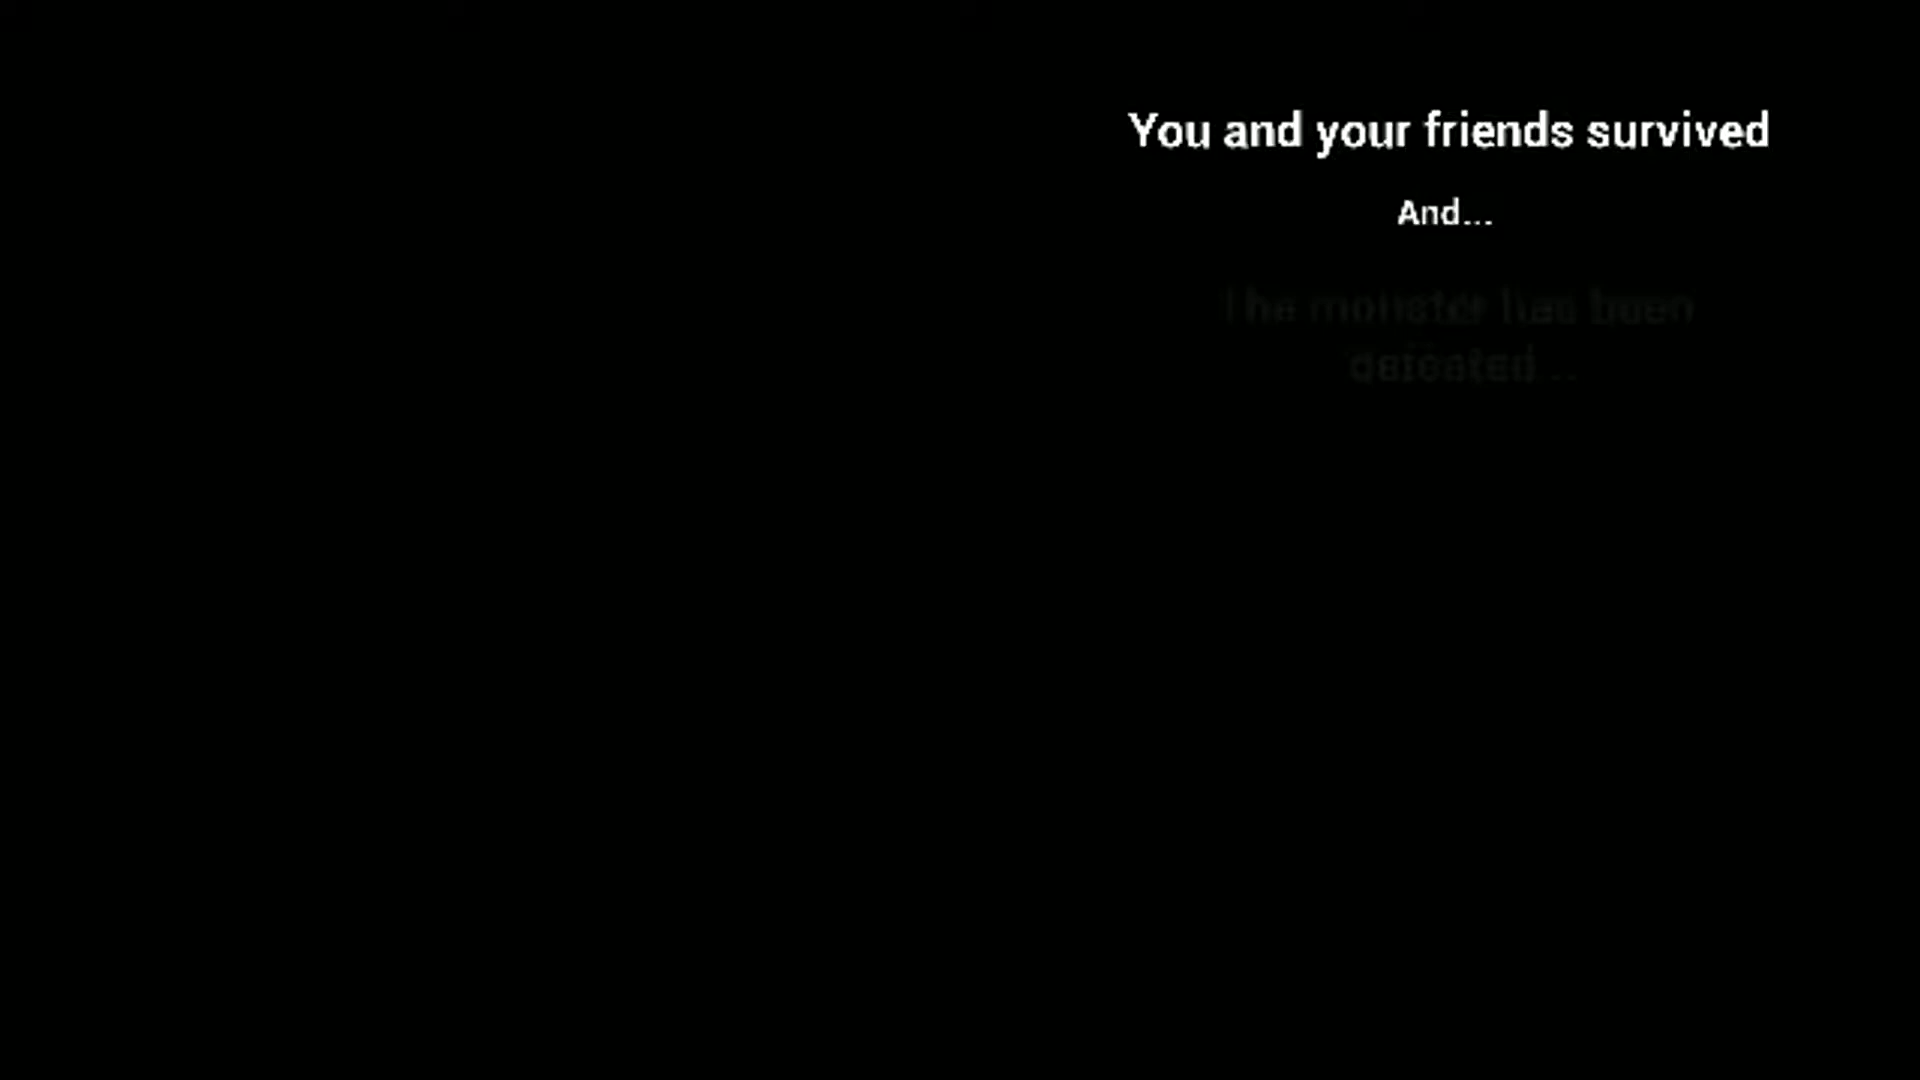 You and your friends survived
And...
The monster has been
defeated...